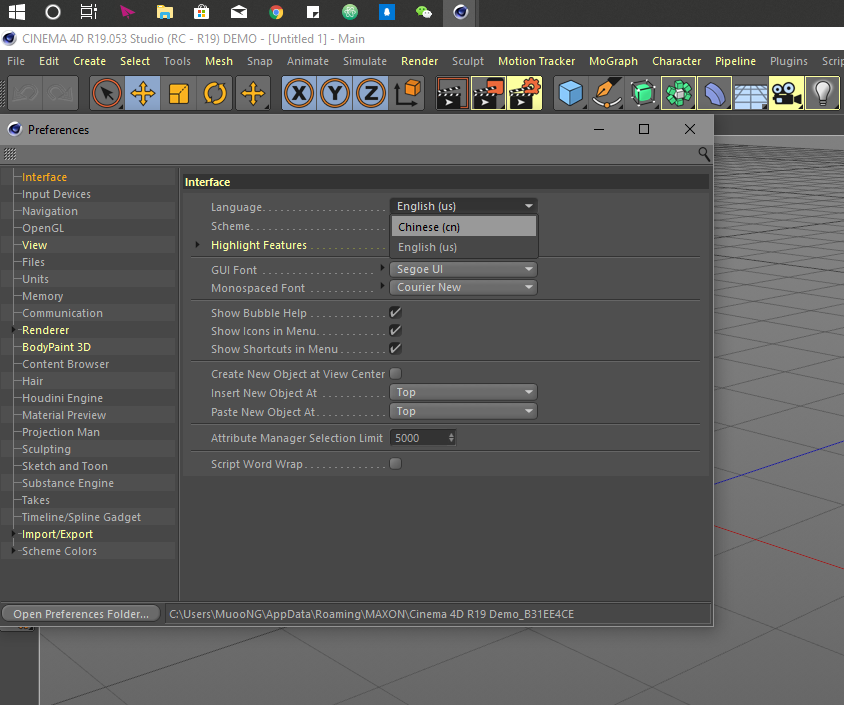 CINEMA 4D R19.053 Studio (RC - R19) DEMO - [Untitled 1] - Main
File Edit Create Select Tools Mesh Snap Animate Simulate Render Sculpt Motion Tracker MoGraph Character Pipeline Plugins Scrip
X Y Z
Preferences
Interface
Input Devices
Navigation
OpenGL
View
Files
Units
Memory
Communication
Renderer
BodyPaint 3D
Content Browser
Hair
Houdini Engine
Material Preview
Projection Man
Sculpting
Sketch and Toon
Substance Engine
Takes
Timeline/Spline Gadget
Import/Export
Scheme Colors
Interface
Language English (us)
Chinese (cn)
English (us)
Scheme
Highlight Features
GUI Font Segoe UI
Monospaced Font Courier New
Show Bubble Help
Show Icons in Menu
Show Shortcuts in Menu
Create New Object at View Center
Insert New Object At Top
Paste New Object At Top
Attribute Manager Selection Limit 5000
Script Word Wrap
Open Preferences Folder... C:\Users\MuooNG\AppData\Roaming\MAXON\Cinema 4D R19 Demo_B31EE4CE